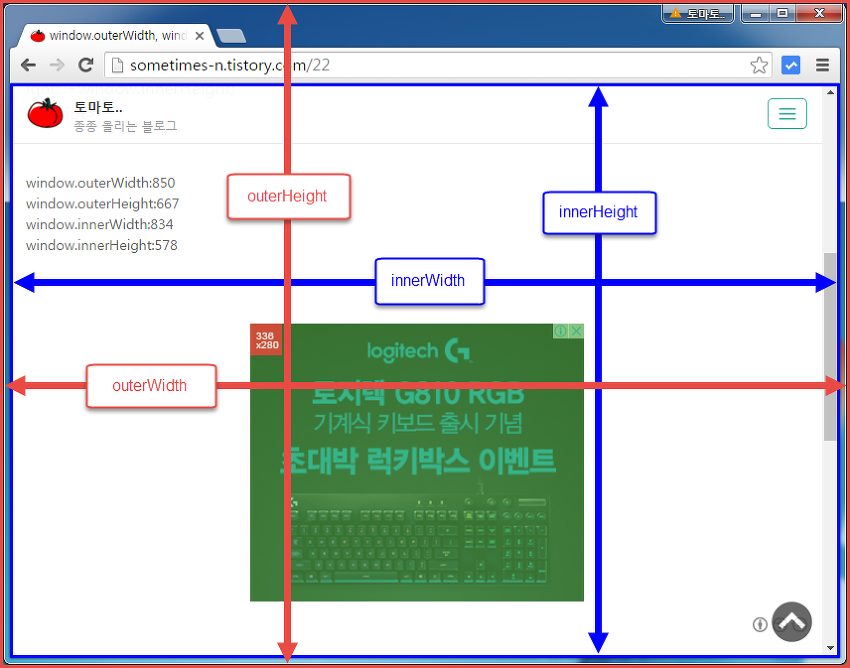 토마토..
window.outerWidth, wind
sometimes-n.tistory.com/22
토마토..
종종 올리는 블로그
window.outerWidth:850
window.outerHeight:667
window.innerWidth:834
window.innerHeight:578
outerHeight
innerHeight
innerWidth
336
x280
logitech G
outerWidth
로지텍 G810 RGB
기계식 키보드 출시 기념
초대박 럭키박스 이벤트